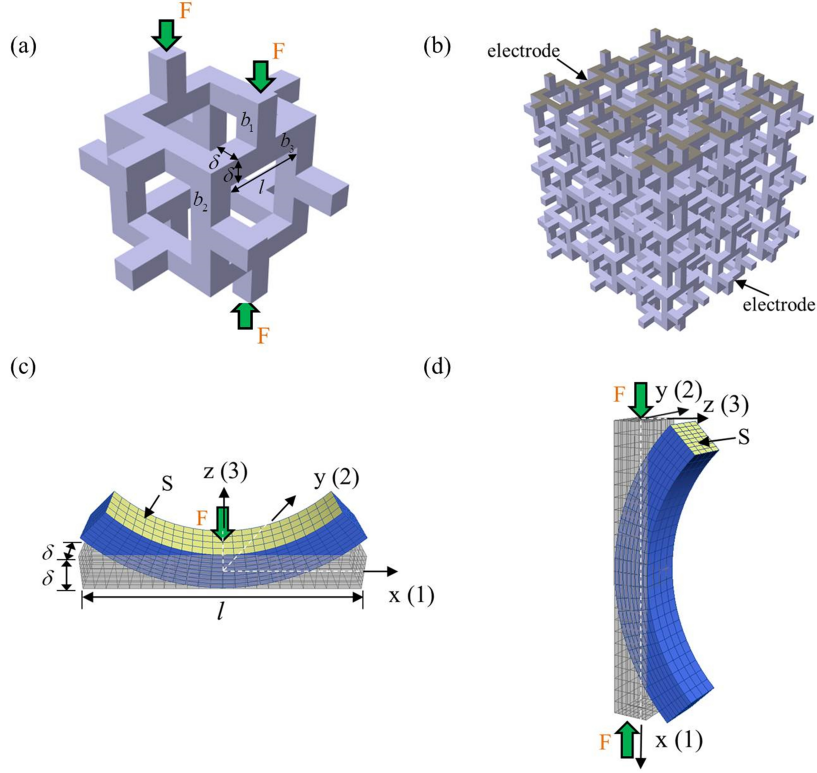 (a)
F
F
b1
b3
δ
δ
l
b2
F
(b)
electrode
electrode
(c)
z (3)
y (2)
S
F
δ
δ
x (1)
l
(d)
F
y (2)
z (3)
S
F
x (1)